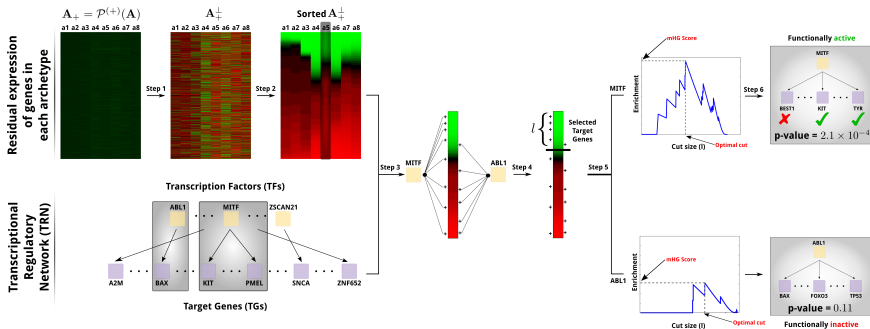 A₊ = 𝒫⁽⁺⁾(A)
A₊^⊥
Sorted A₊^⊥
a1 a2 a3 a4 a5 a6 a7 a8
a1 a2 a3 a4 a5 a6 a7 a8
a1 a2 a3 a4 a5 a6 a7 a8
Residual expression
of genes in
each archetype
Step 1
Step 2
Transcriptional
Regulatory
Network (TRN)
Transcription Factors (TFs)
ABL1
MITF
ZSCAN21
A2M
BAX
KIT
PMEL
SNCA
ZNF652
Target Genes (TGs)
Step 3
MITF
ABL1
Step 4
l
Selected
Target
Genes
Step 5
MITF
mHG Score
Enrichment
Cut size (l)
Optimal cut
Step 6
Functionally active
MITF
BEST1
KIT
TYR
p-value = 2.1 × 10⁻⁴
ABL1
mHG Score
Enrichment
Cut size (l)
Optimal cut
ABL1
BAX
FOXO3
TP53
p-value = 0.11
Functionally inactive